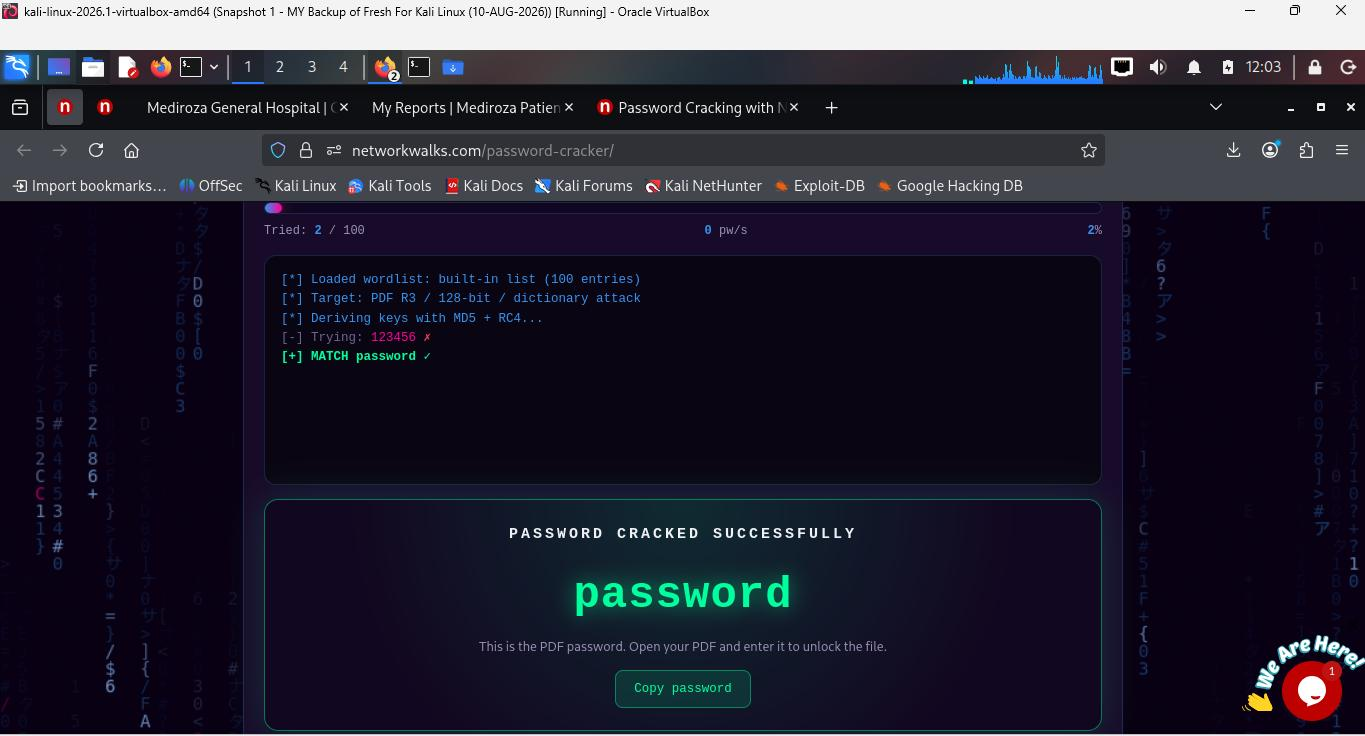 kali-linux-2026.1-virtualbox-amd64 (Snapshot 1 - MY Backup of Fresh For Kali Linux (10-AUG-2026)) [Running] - Oracle VirtualBox
1 2 3 4 2 12:03
Mediroza General Hospital | C My Reports | Mediroza Patien Password Cracking with N
networkwalks.com/password-cracker/
Import bookmarks... OffSec Kali Linux Kali Tools Kali Docs Kali Forums Kali NetHunter Exploit-DB Google Hacking DB
Tried: 2 / 100 0 pw/s 2%
[*] Loaded wordlist: built-in list (100 entries)
[*] Target: PDF R3 / 128-bit / dictionary attack
[*] Deriving keys with MD5 + RC4...
[-] Trying: 123456 ✗
[+] MATCH password ✓
PASSWORD CRACKED SUCCESSFULLY
password
This is the PDF password. Open your PDF and enter it to unlock the file.
Copy password
We Are Here!
1